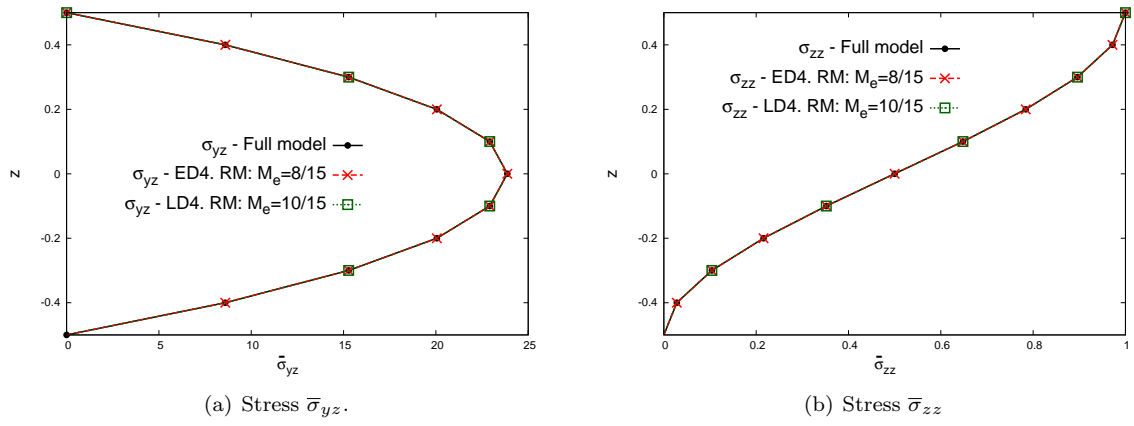 0.4
0.2
0
-0.2
-0.4
z
σyz - Full model
σyz - ED4. RM: Me=8/15
σyz - LD4. RM: Me=10/15
0 5 10 15 20 25
σ̄yz
(a) Stress σ̄yz.
0.4
0.2
0
-0.2
-0.4
z
σzz - Full model
σzz - ED4. RM: Me=8/15
σzz - LD4. RM: Me=10/15
0 0.2 0.4 0.6 0.8 1
σ̄zz
(b) Stress σ̄zz